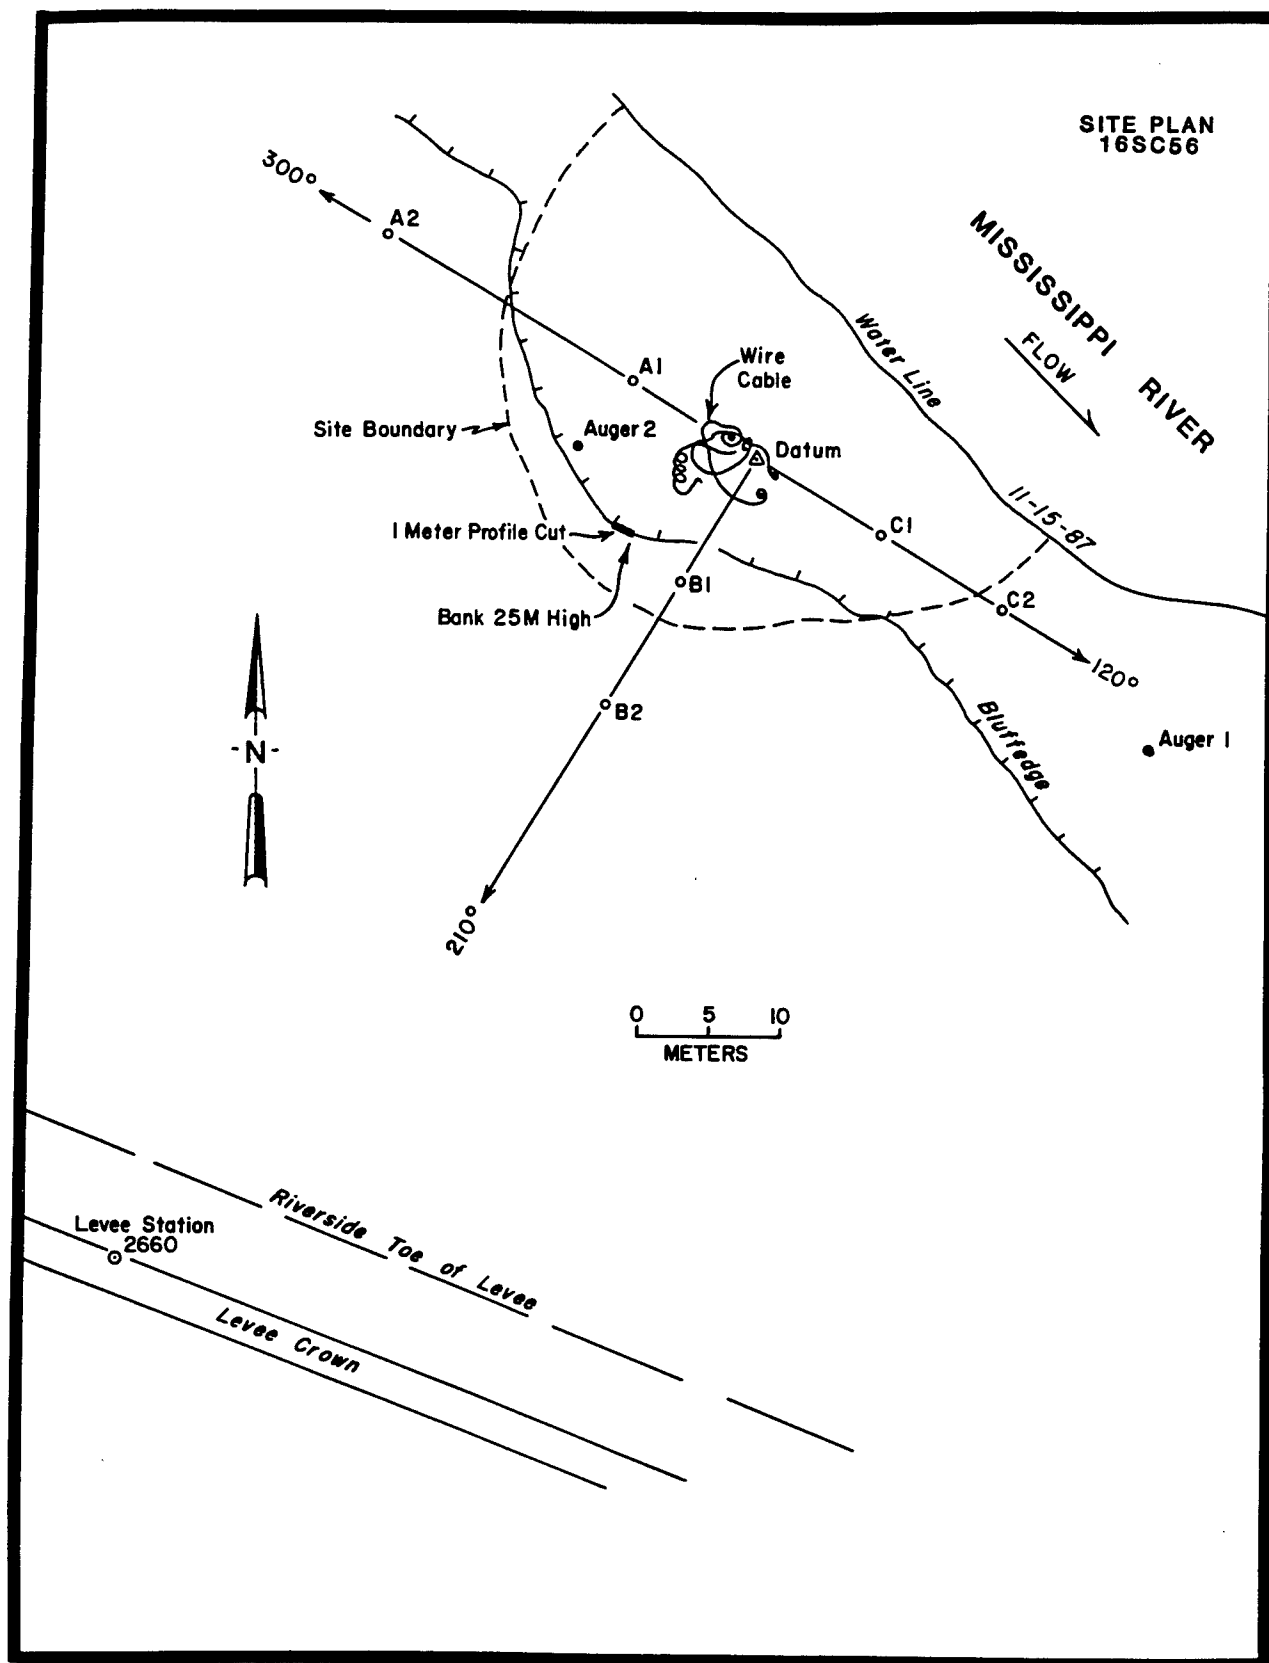 SITE PLAN
16SC56
300°
A2
MISSISSIPPI RIVER
FLOW
Water Line
A1
Wire
Cable
Site Boundary
Auger 2
Datum
11-15-87
1 Meter Profile Cut
C1
B1
Bank 25M High
C2
120°
B2
Bluffedge
Auger 1
-N-
210°
0 5 10
METERS
Riverside Toe of Levee
Levee Station
2660
Levee Crown